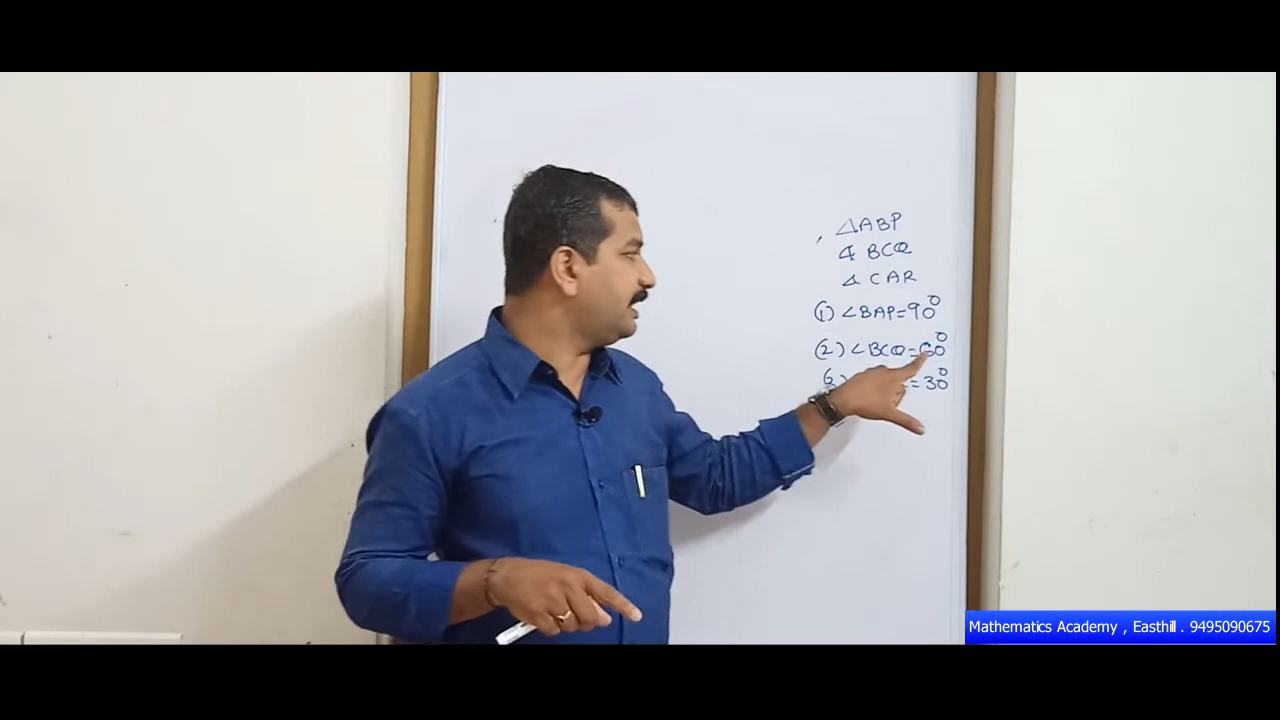 △ABP
△ BCQ
△ CAR
(1) ∠BAP=90°
(2) ∠BCQ=60°
= 30°
Mathematics Academy , Easthill . 9495090675